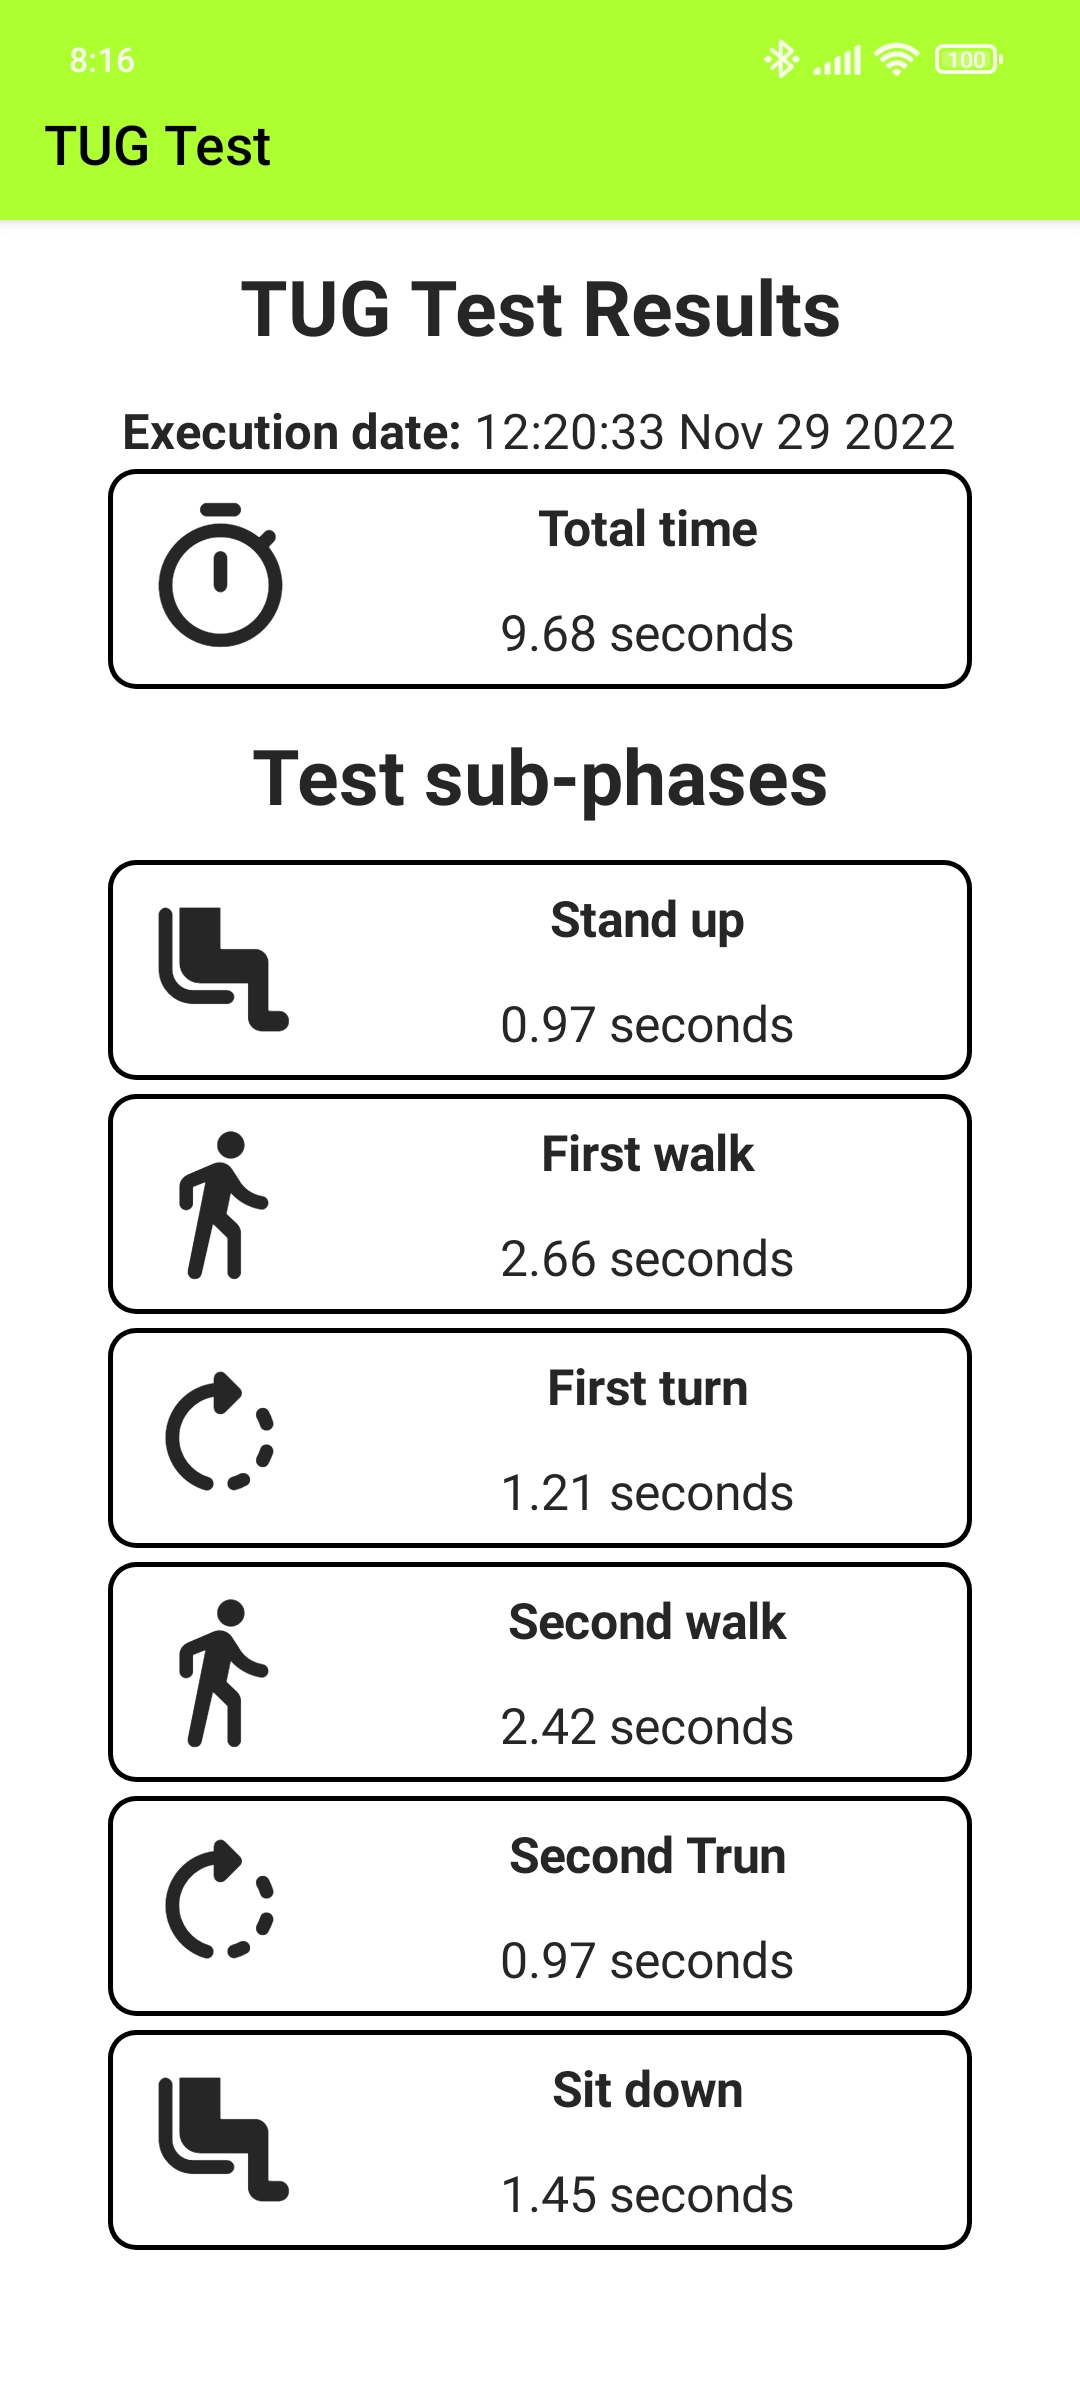 8:16
100
TUG Test
TUG Test Results
Execution date: 12:20:33 Nov 29 2022
Total time
9.68 seconds
Test sub-phases
Stand up
0.97 seconds
First walk
2.66 seconds
First turn
1.21 seconds
Second walk
2.42 seconds
Second Trun
0.97 seconds
Sit down
1.45 seconds